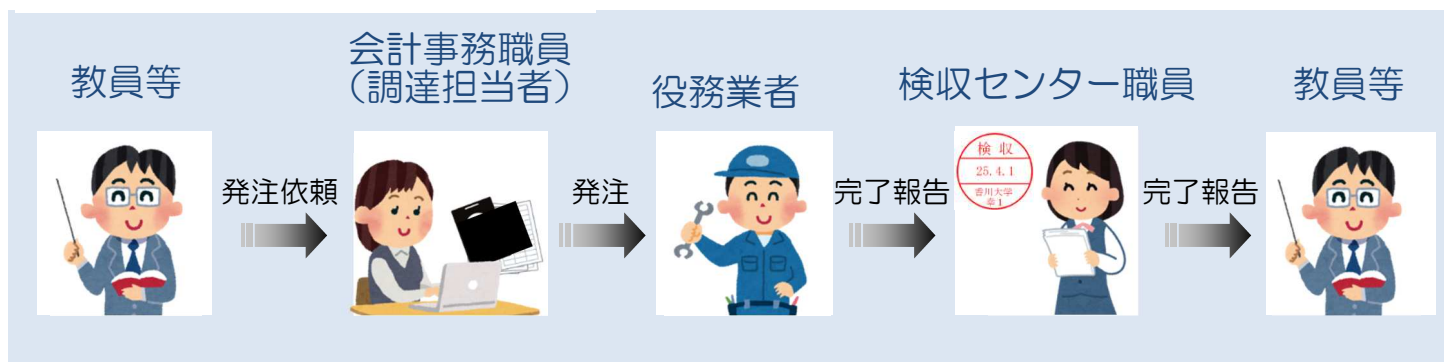 教員等
会計事務職員
（調達担当者）
役務業者
検収センター職員
教員等
発注依頼
発注
完了報告
検収
25.4.1
香川大学
幸1
完了報告